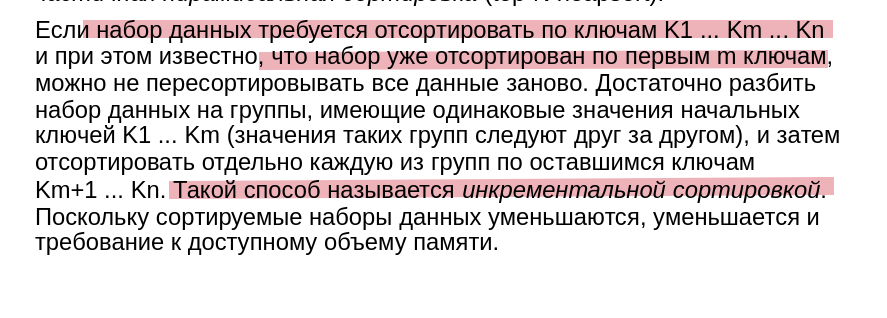 Если набор данных требуется отсортировать по ключам K1 ... Km ... Kn
и при этом известно, что набор уже отсортирован по первым m ключам,
можно не пересортировывать все данные заново. Достаточно разбить
набор данных на группы, имеющие одинаковые значения начальных
ключей K1 ... Km (значения таких групп следуют друг за другом), и затем
отсортировать отдельно каждую из групп по оставшимся ключам
Km+1 ... Kn. Такой способ называется инкрементальной сортировкой.
Поскольку сортируемые наборы данных уменьшаются, уменьшается и
требование к доступному объему памяти.